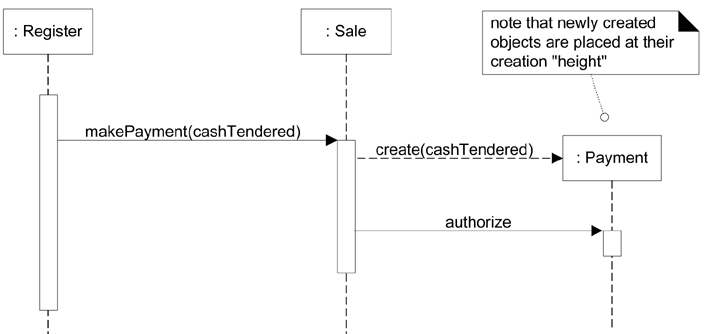 : Register
: Sale
note that newly created
objects are placed at their
creation "height"
makePayment(cashTendered)
create(cashTendered)
: Payment
authorize